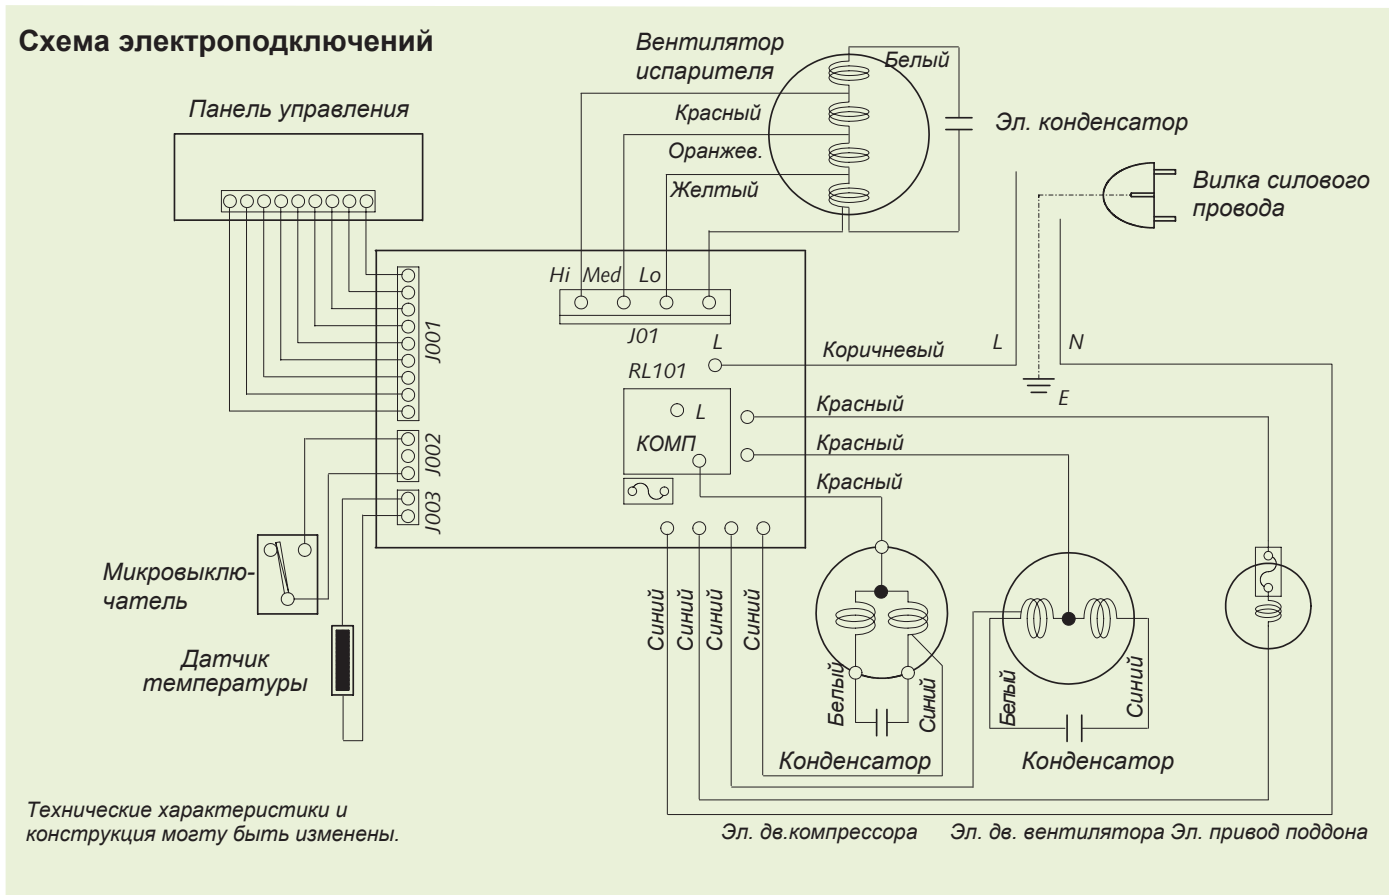 Схема электроподключений
Вентилятор
испарителя
Белый
Панель управления
Красный
Эл. конденсатор
Оранжев.
Желтый
Вилка силового
провода
Hi Med Lo
J01
L
J001
RL101
Коричневый
L
N
E
L
КОМП
Красный
Красный
Красный
J002
J003
Микровыклю-
чатель
Синий
Синий
Синий
Синий
Датчик
температуры
Белый
Синий
Белый
Синий
Конденсатор
Конденсатор
Технические характеристики и
конструкция могту быть изменены.
Эл. дв.компрессора
Эл. дв. вентилятора
Эл. привод поддона